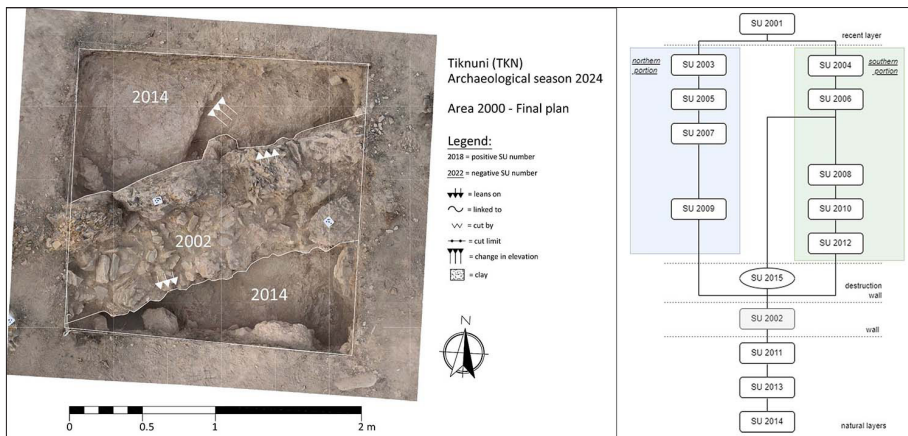 Tiknuni (TKN)
Archaeological season 2024
Area 2000 - Final plan
Legend:
2018 = positive SU number
2022 = negative SU number
= leans on
= linked to
= cut by
= cut limit
= change in elevation
= clay
2014
2002
2014
N
0 0.5 1 2 m
SU 2001
recent layer
northern portion
southern portion
SU 2003
SU 2004
SU 2005
SU 2006
SU 2007
SU 2008
SU 2009
SU 2010
SU 2012
SU 2015
destruction
wall
SU 2002
wall
SU 2011
SU 2013
SU 2014
natural layers